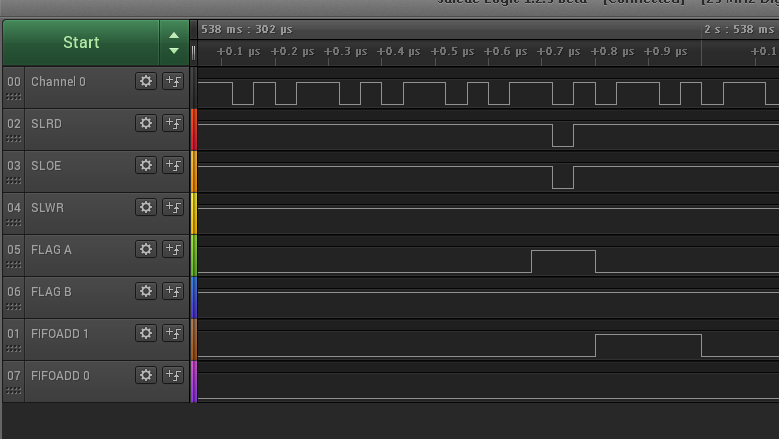 Saleae Logic 1.2.3 Beta - [Connected] - [25 MHz Dig
Start
538 ms : 302 µs
2 s : 538 ms
+0.1 µs +0.2 µs +0.3 µs +0.4 µs +0.5 µs +0.6 µs +0.7 µs +0.8 µs +0.9 µs +0.1
00 Channel 0
02 SLRD
03 SLOE
04 SLWR
05 FLAG A
06 FLAG B
01 FIFOADD 1
07 FIFOADD 0